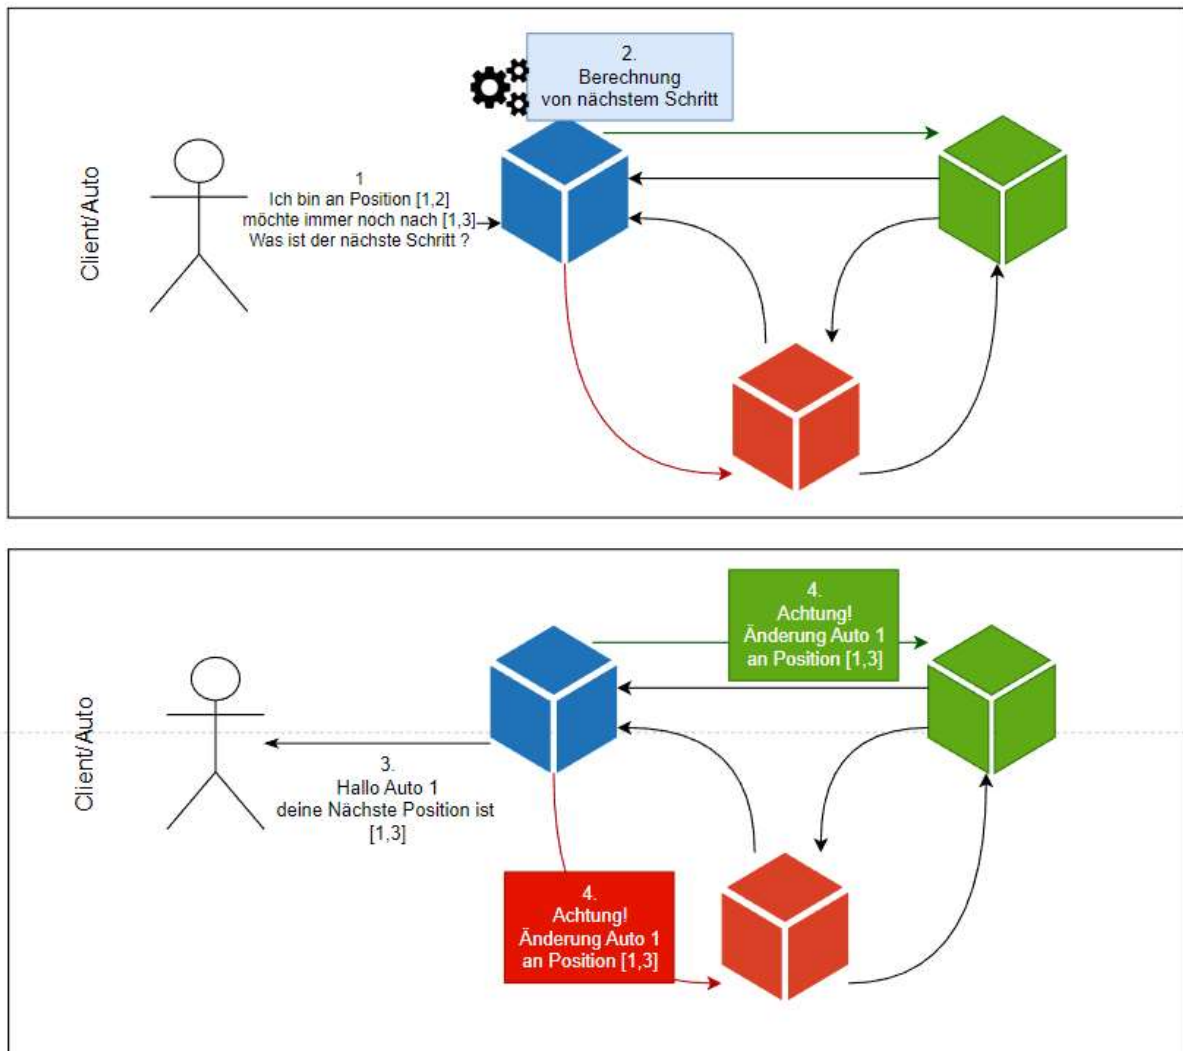 2.
Berechnung
von nächstem Schritt
Client/Auto
1
Ich bin an Position [1,2]
möchte immer noch nach [1,3]
Was ist der nächste Schritt ?
4.
Achtung!
Änderung Auto 1
an Position [1,3]
Client/Auto
3.
Hallo Auto 1
deine Nächste Position ist
[1,3]
4.
Achtung!
Änderung Auto 1
an Position [1,3]